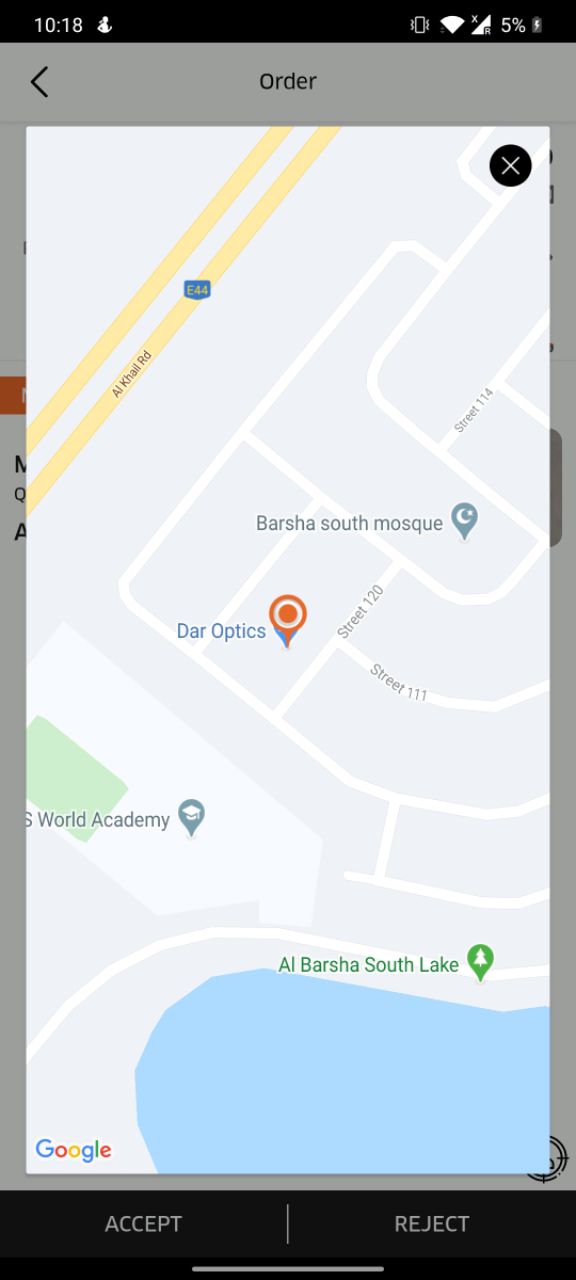 10:18
X
R
5%
Order
E44
Al Khail Rd
Street 114
M
Q
Barsha south mosque
A
Street 120
Dar Optics
Street 111
S World Academy
Al Barsha South Lake
Google
ACCEPT
REJECT